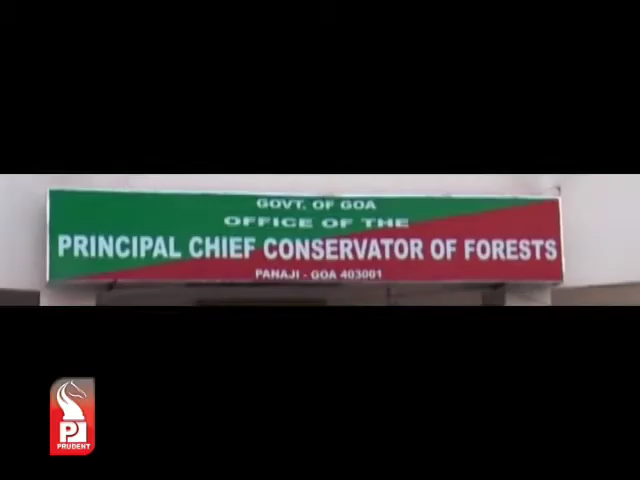 GOVT. OF GOA
OFFICE OF THE
PRINCIPAL CHIEF CONSERVATOR OF FORESTS
PANAJI - GOA 403001
P
PRUDENT